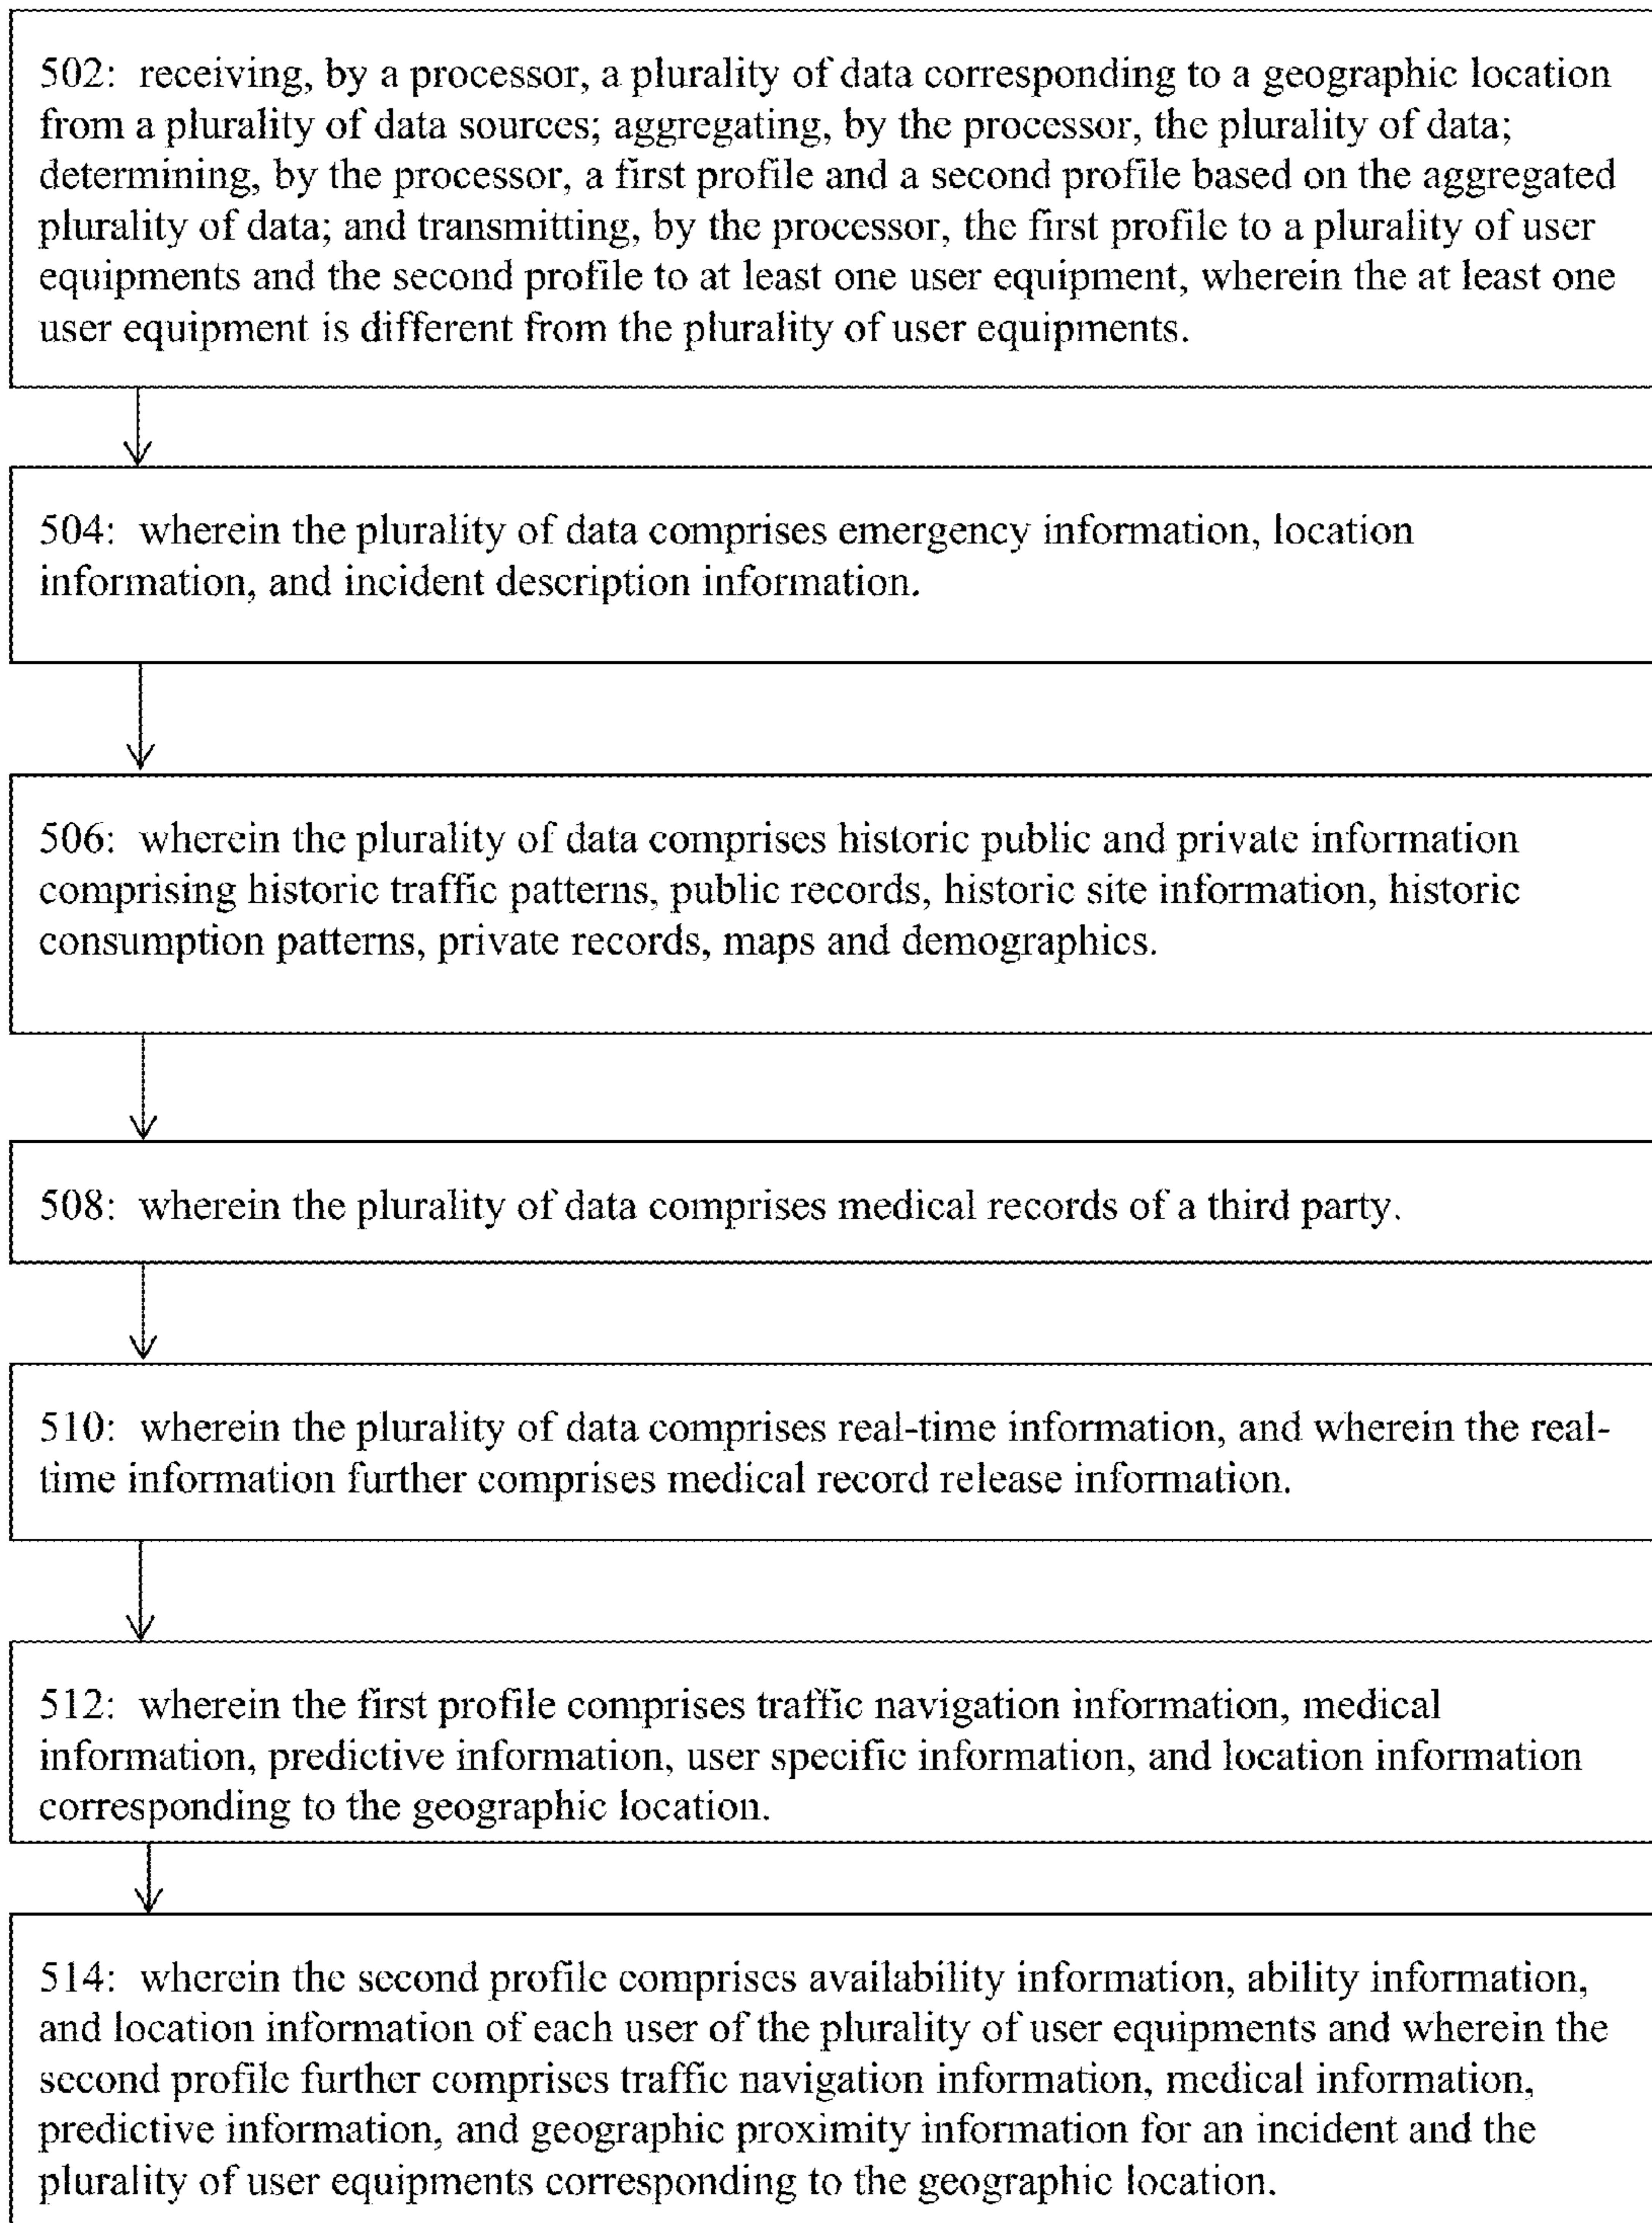 502: receiving, by a processor, a plurality of data corresponding to a geographic location
from a plurality of data sources; aggregating, by the processor, the plurality of data;
determining, by the processor, a first profile and a second profile based on the aggregated
plurality of data; and transmitting, by the processor, the first profile to a plurality of user
equipments and the second profile to at least one user equipment, wherein the at least one
user equipment is different from the plurality of user equipments.
504: wherein the plurality of data comprises emergency information, location
information, and incident description information.
506: wherein the plurality of data comprises historic public and private information
comprising historic traffic patterns, public records, historic site information, historic
consumption patterns, private records, maps and demographics.
508: wherein the plurality of data comprises medical records of a third party.
510: wherein the plurality of data comprises real-time information, and wherein the real-
time information further comprises medical record release information.
512: wherein the first profile comprises traffic navigation information, medical
information, predictive information, user specific information, and location information
corresponding to the geographic location.
514: wherein the second profile comprises availability information, ability information,
and location information of each user of the plurality of user equipments and wherein the
second profile further comprises traffic navigation information, medical information,
predictive information, and geographic proximity information for an incident and the
plurality of user equipments corresponding to the geographic location.